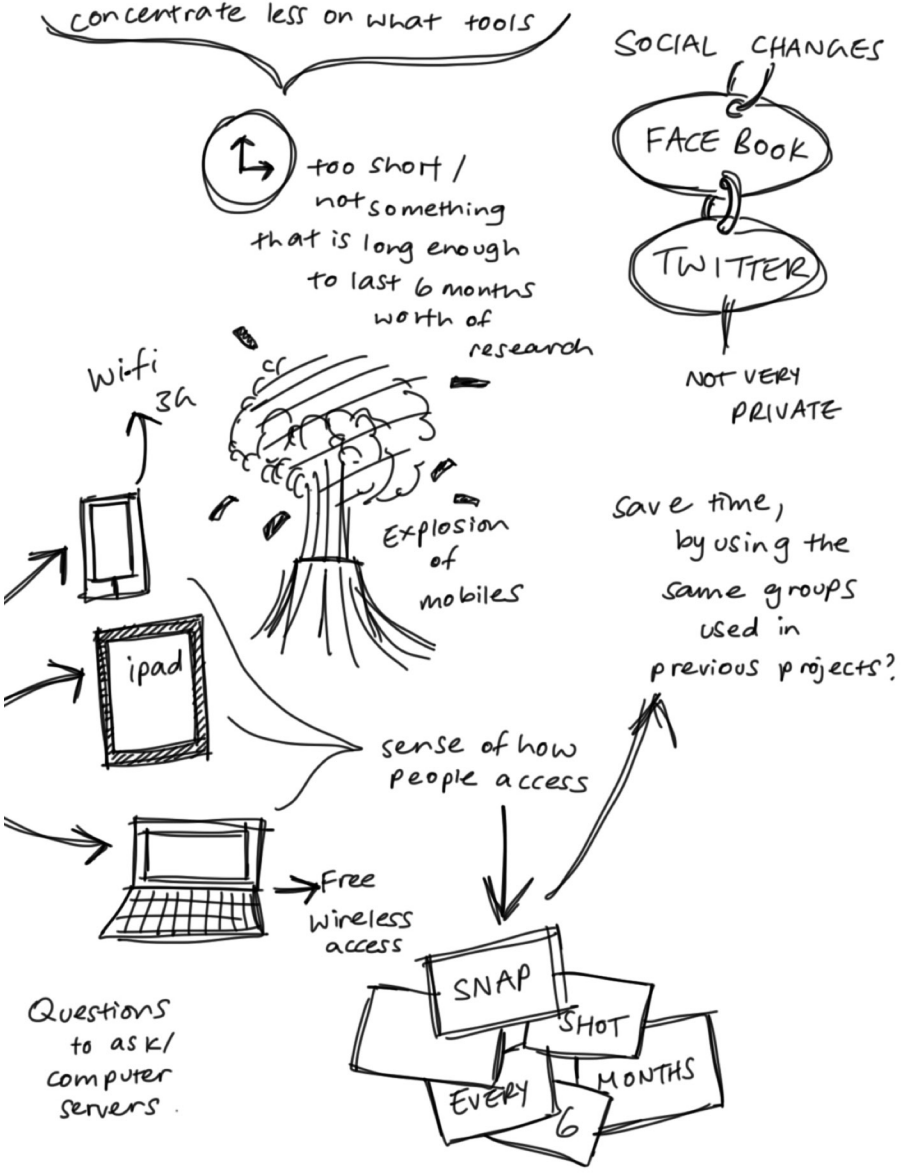 concentrate less on what tools
SOCIAL CHANGES
FACE BOOK
TWITTER
NOT VERY
PRIVATE
too short /
not something
that is long enough
to last 6 months
worth of
research
Wifi
3G
Explosion
of
mobiles
ipad
save time,
by using the
same groups
used in
previous projects?
sense of how
people access
Free
wireless
access
Questions
to ask/
computer
servers.
SNAP
SHOT
EVERY
6
MONTHS